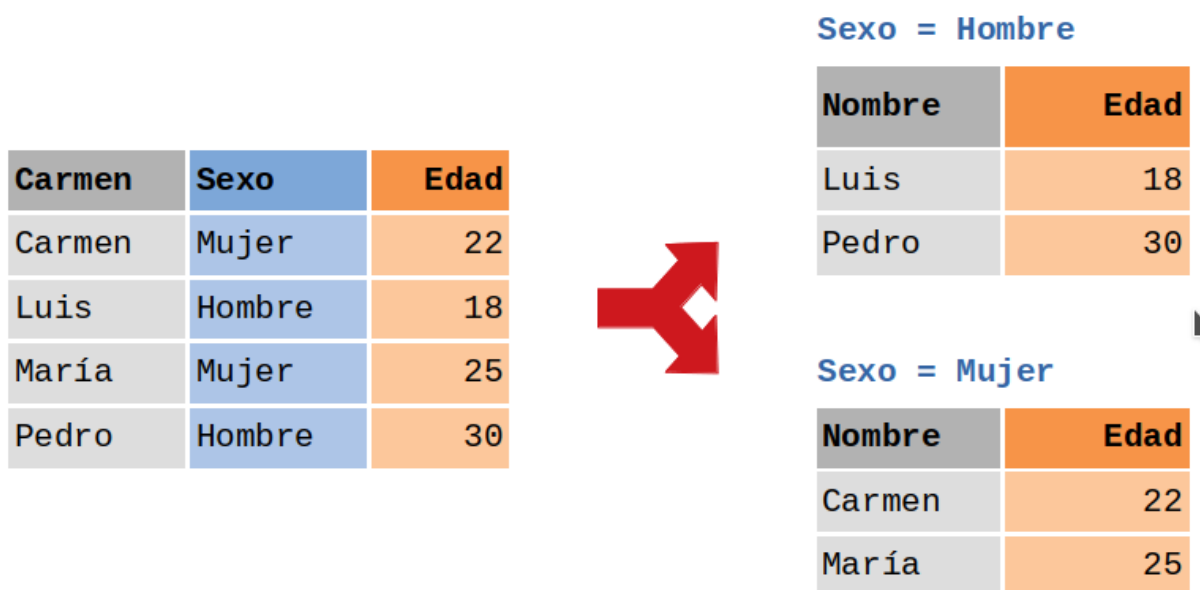 Carmen Sexo Edad
Carmen Mujer 22
Luis Hombre 18
María Mujer 25
Pedro Hombre 30
Sexo = Hombre
Nombre Edad
Luis 18
Pedro 30
Sexo = Mujer
Nombre Edad
Carmen 22
María 25